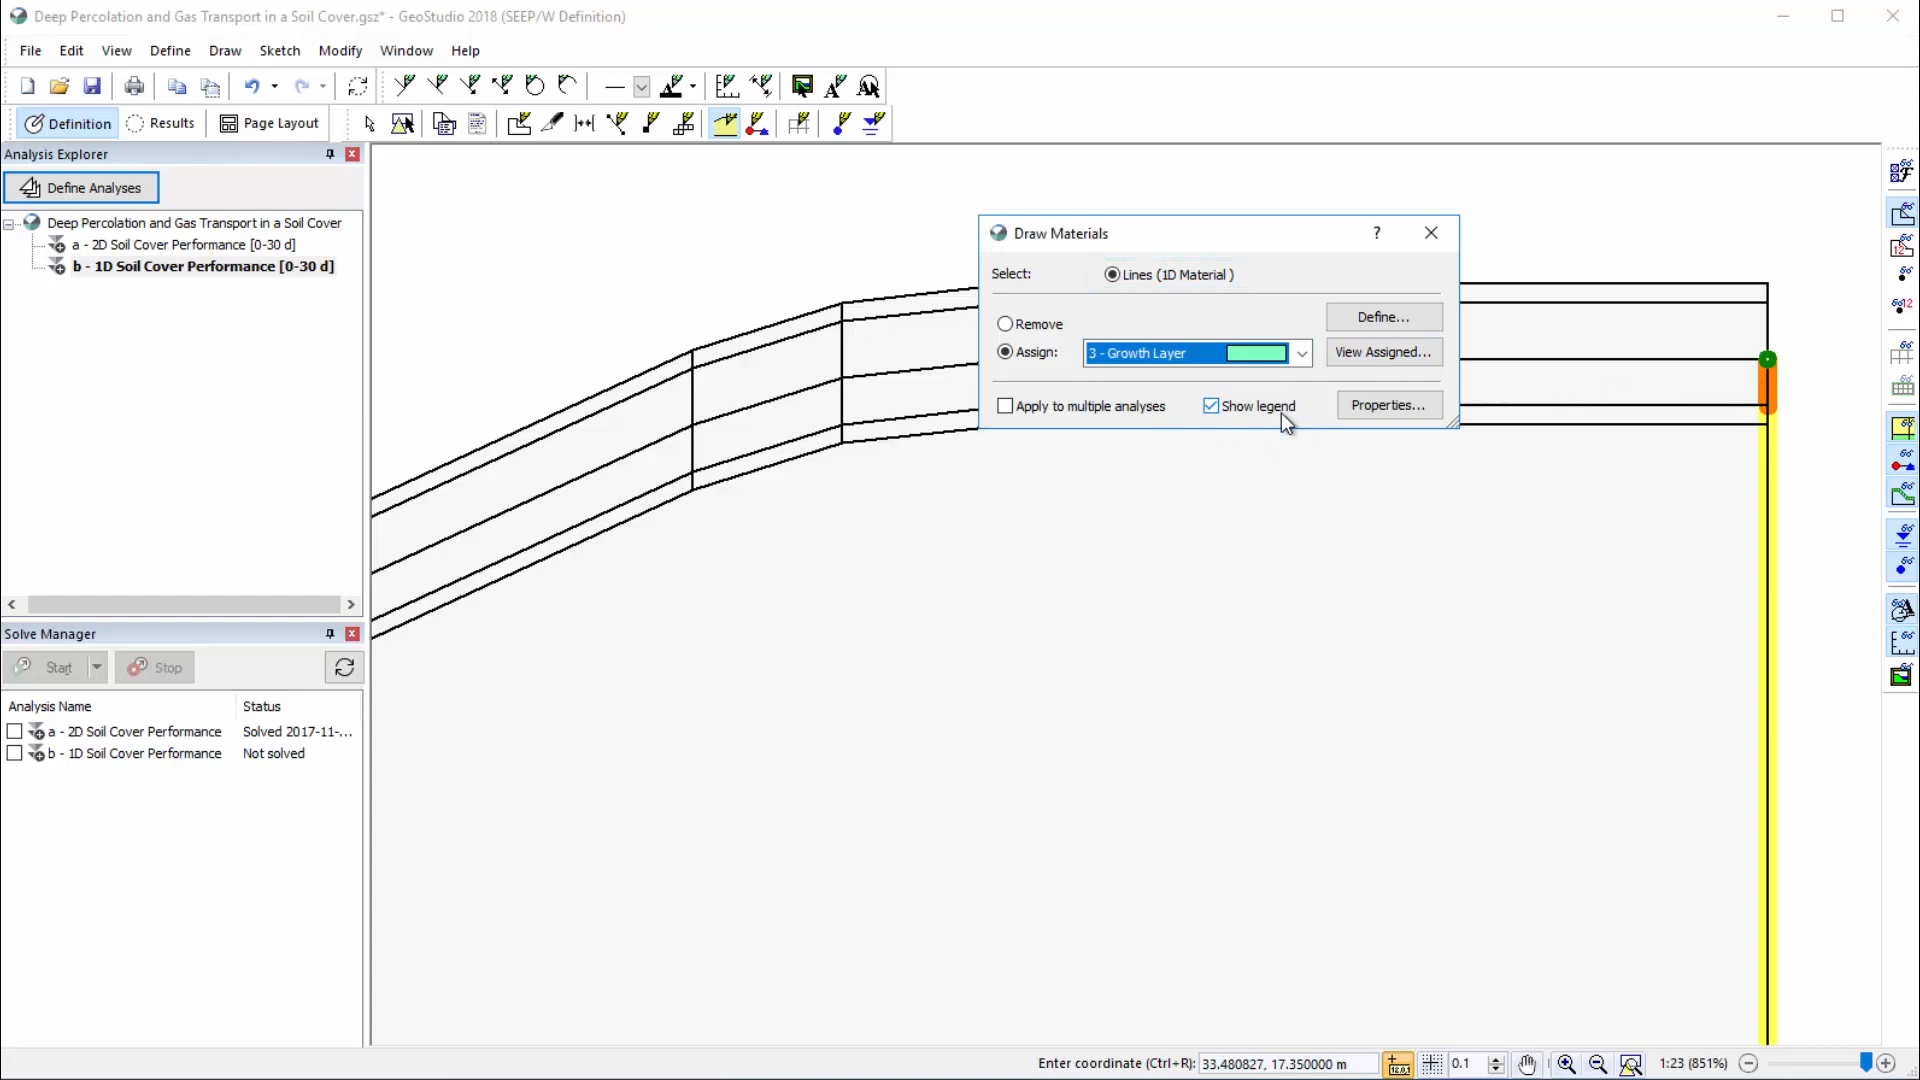 Deep Percolation and Gas Transport in a Soil Cover.gsz* - GeoStudio 2018 (SEEP/W Definition)
File Edit View Define Draw Sketch Modify Window Help
Definition Results Page Layout
Analysis Explorer
Define Analyses
Deep Percolation and Gas Transport in a Soil Cover
a - 2D Soil Cover Performance [0-30 d]
b - 1D Soil Cover Performance [0-30 d]
Solve Manager
Start Stop
Analysis Name Status
a - 2D Soil Cover Performance Solved 2017-11-...
b - 1D Soil Cover Performance Not solved
Draw Materials
Select: Lines (1D Material )
Remove Define...
Assign: 3 - Growth Layer View Assigned...
Apply to multiple analyses Show legend Properties...
Enter coordinate (Ctrl+R): 33.480827, 17.350000 m 0.1 1:23 (851%)